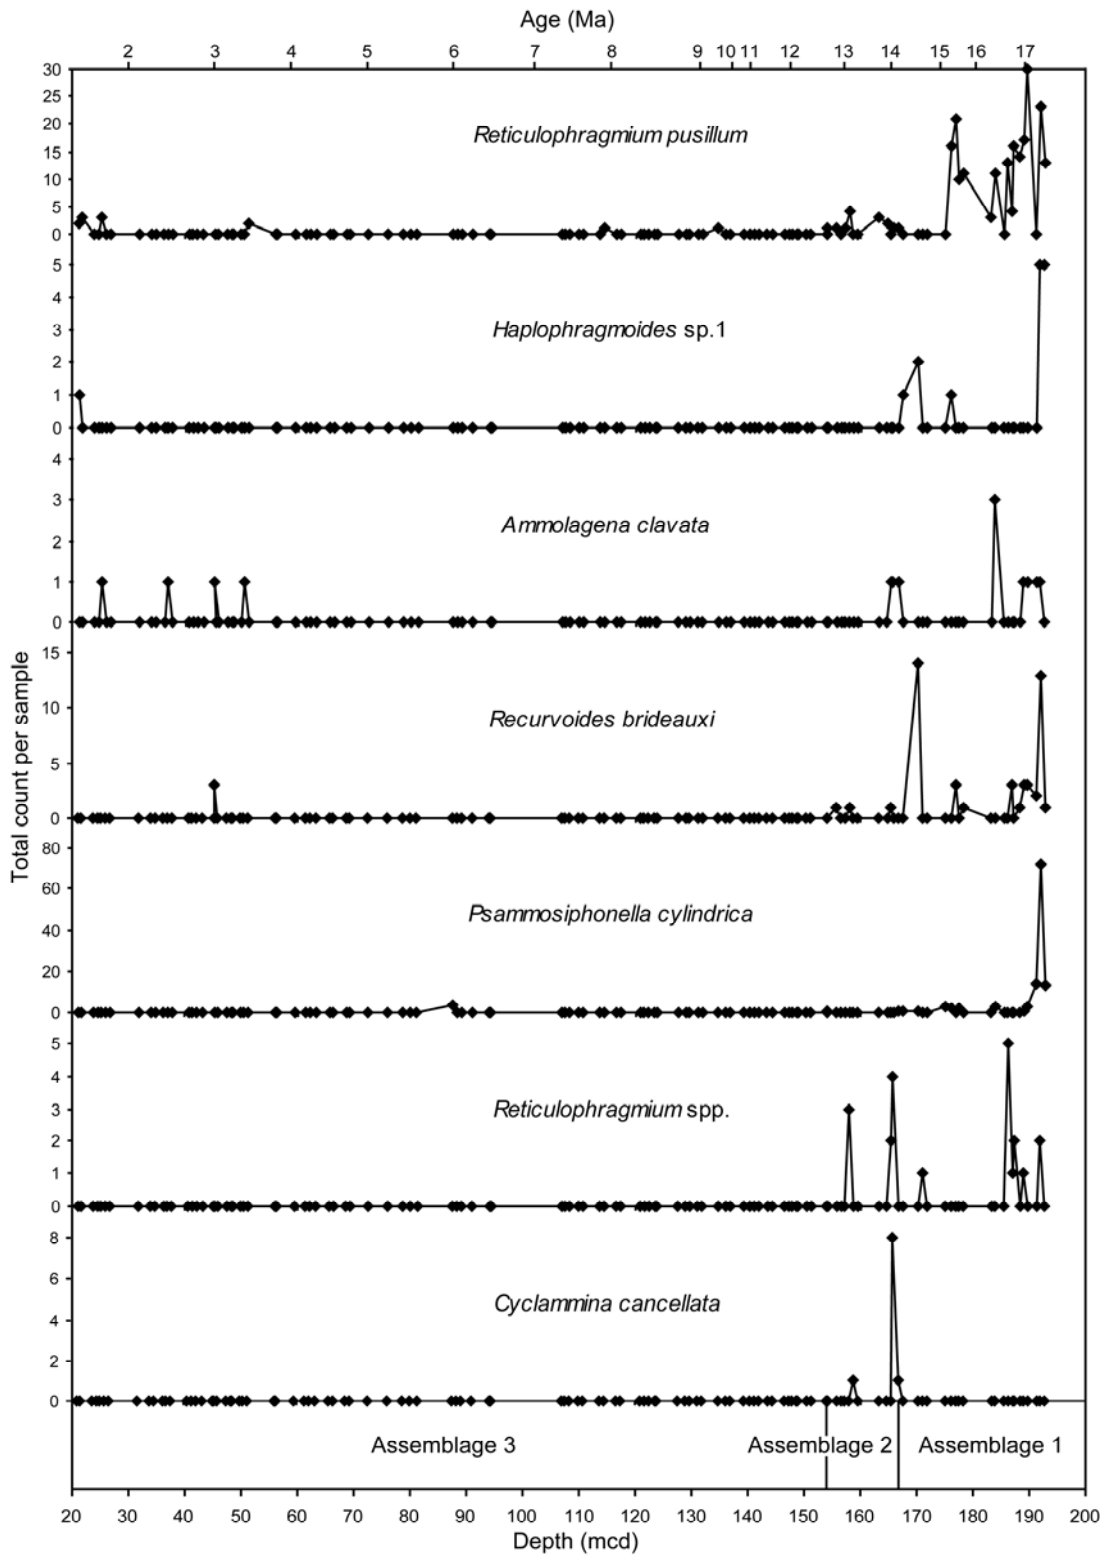 Age (Ma)
2 3 4 5 6 7 8 9 10 11 12 13 14 15 16 17
30
25
20
15
10
5
0
Reticulophragmium pusillum
5
4
3
2
1
0
Haplophragmoides sp.1
4
3
2
1
0
Ammolagena clavata
15
10
5
0
Recurvoides brideauxi
Total count per sample
80
60
40
20
0
Psammosiphonella cylindrica
5
4
3
2
1
0
Reticulophragmium spp.
8
6
4
2
0
Cyclammina cancellata
Assemblage 3 Assemblage 2 Assemblage 1
20 30 40 50 60 70 80 90 100 110 120 130 140 150 160 170 180 190 200
Depth (mcd)